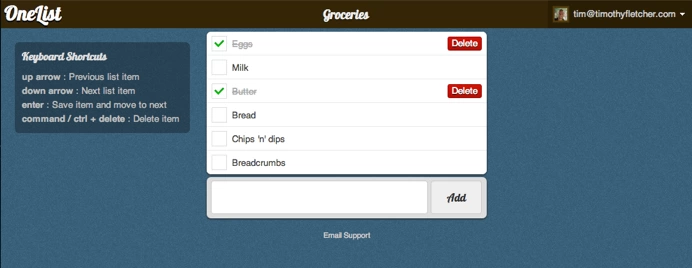 OneList
Groceries
tim@timothyfletcher.com
Keyboard Shortcuts
up arrow : Previous list item
down arrow : Next list item
enter : Save item and move to next
command / ctrl + delete : Delete item
Eggs
Delete
Milk
Butter
Delete
Bread
Chips 'n' dips
Breadcrumbs
Add
Email Support